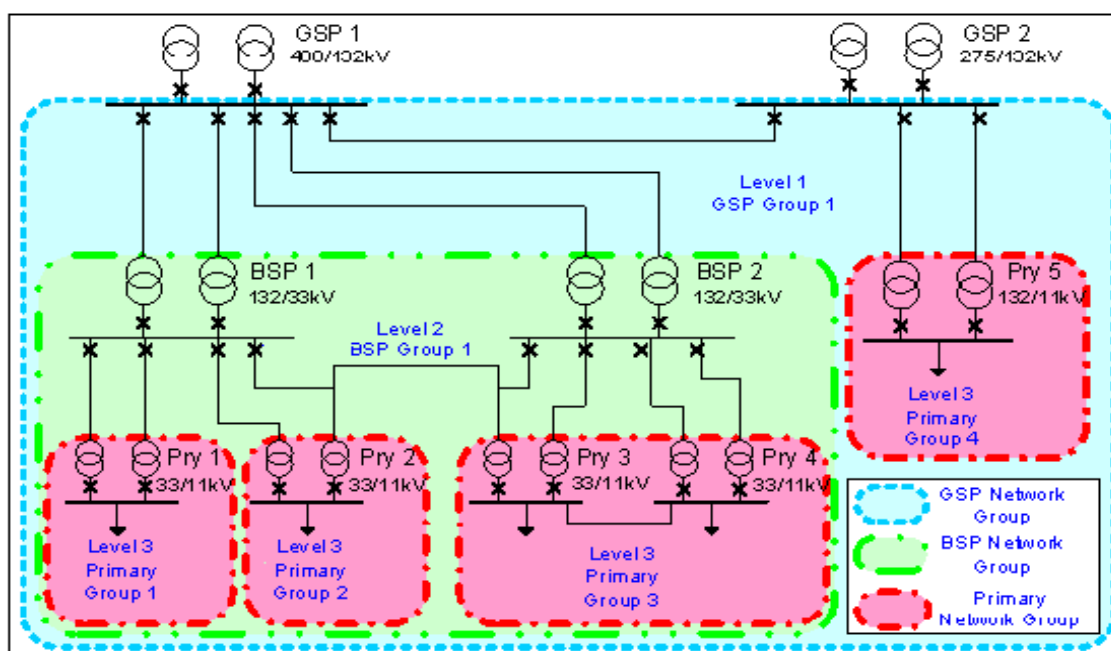 GSP 1
400/132kV
GSP 2
275/132kV
Level 1
GSP Group 1
BSP 1
132/33kV
BSP 2
132/33kV
Pry 5
132/11kV
Level 2
BSP Group 1
Level 3
Primary
Group 4
Pry 1
33/11kV
Pry 2
33/11kV
Pry 3
33/11kV
Pry 4
33/11kV
Level 3
Primary
Group 1
Level 3
Primary
Group 2
Level 3
Primary
Group 3
GSP Network
Group
BSP Network
Group
Primary
Network Group